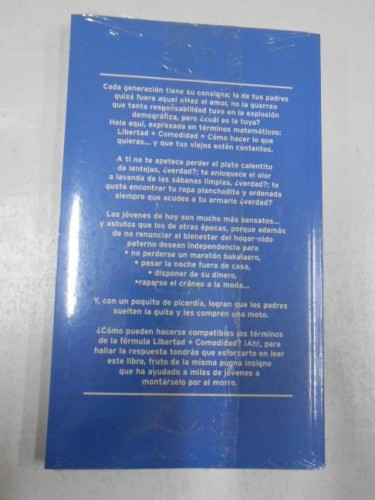 Cada generación tiene su consigna; la de tus padres
quizá fuera aquel «Haz el amor, no la guerra»
que tanta responsabilidad tuvo en la explosión
demográfica, pero ¿cuál es la tuya?
Hela aquí, expresada en términos matemáticos:
Libertad + Comodidad = Cómo hacer lo que
quieras... y que tus viejos estén contentos.
A ti no te apetece perder el plato calentito
de lentejas, ¿verdad?; te enloquece el olor
a lavanda de las sábanas limpias, ¿verdad?; te
gusta encontrar tu ropa planchadita y ordenada
siempre que acudes a tu armario ¿verdad?
Los jóvenes de hoy son mucho más sensatos...
y astutos que los de otras épocas, porque además
de no renunciar al bienestar del hogar-nido
paterno desean independencia para
• no perderse un maratón bakalaero,
• pasar la noche fuera de casa,
• disponer de su dinero,
•raparse el cráneo a la moda...
Y, con un poquito de picardía, logran que los padres
suelten la guita y les compren una moto.
¿Cómo pueden hacerse compatibles los términos
de la fórmula Libertad + Comodidad? ¡Ah!, para
hallar la respuesta tendrás que esforzarte en leer
este libro, fruto de la misma pugna insigne
que ha ayudado a miles de jóvenes a
montárselo por el morro.